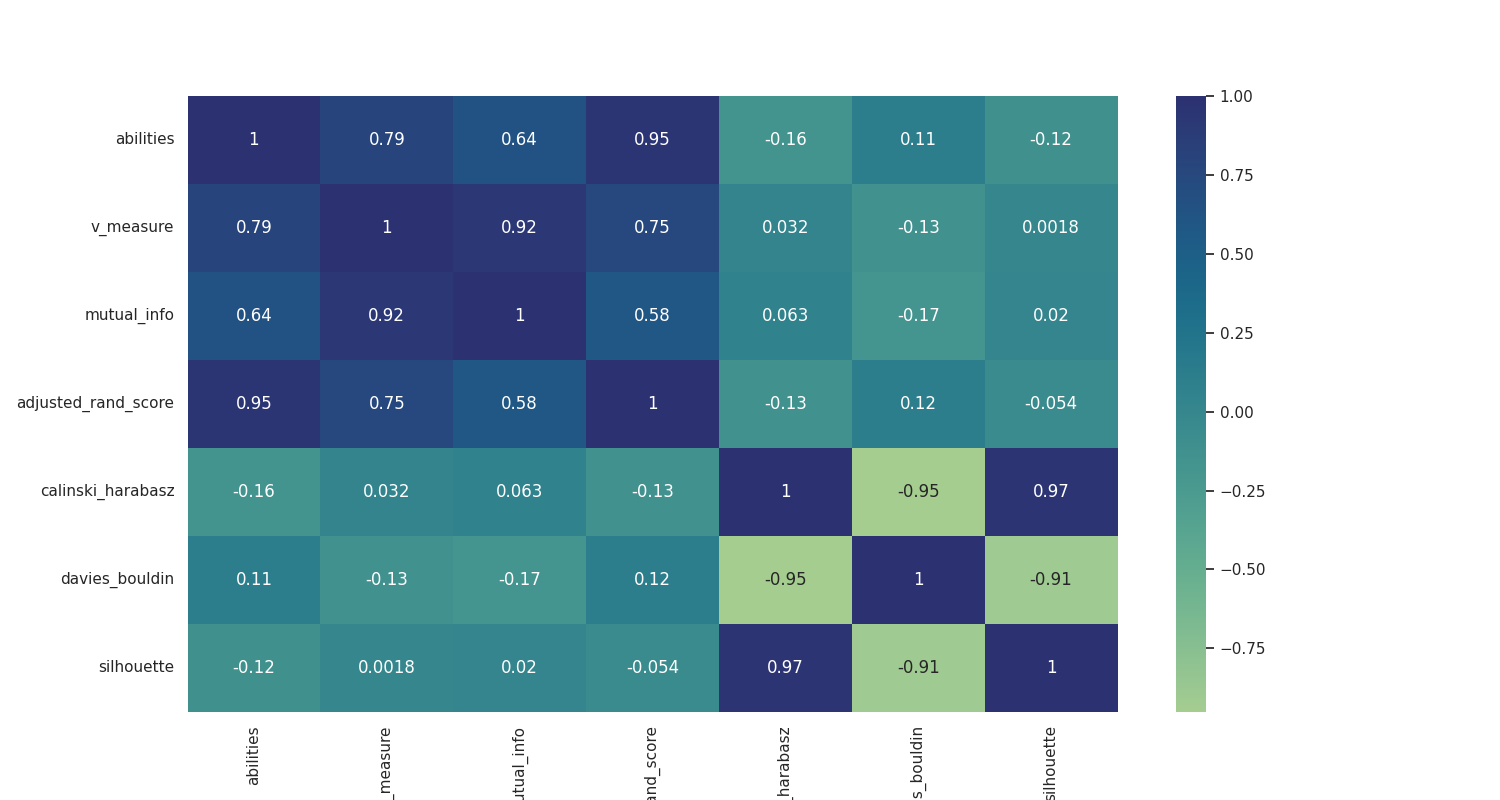 abilities 1 0.79 0.64 0.95 -0.16 0.11 -0.12
v_measure 0.79 1 0.92 0.75 0.032 -0.13 0.0018
mutual_info 0.64 0.92 1 0.58 0.063 -0.17 0.02
adjusted_rand_score 0.95 0.75 0.58 1 -0.13 0.12 -0.054
calinski_harabasz -0.16 0.032 0.063 -0.13 1 -0.95 0.97
davies_bouldin 0.11 -0.13 -0.17 0.12 -0.95 1 -0.91
silhouette -0.12 0.0018 0.02 -0.054 0.97 -0.91 1
abilities _measure utual_info and_score _harabasz s_bouldin silhouette
1.00
0.75
0.50
0.25
0.00
−0.25
−0.50
−0.75